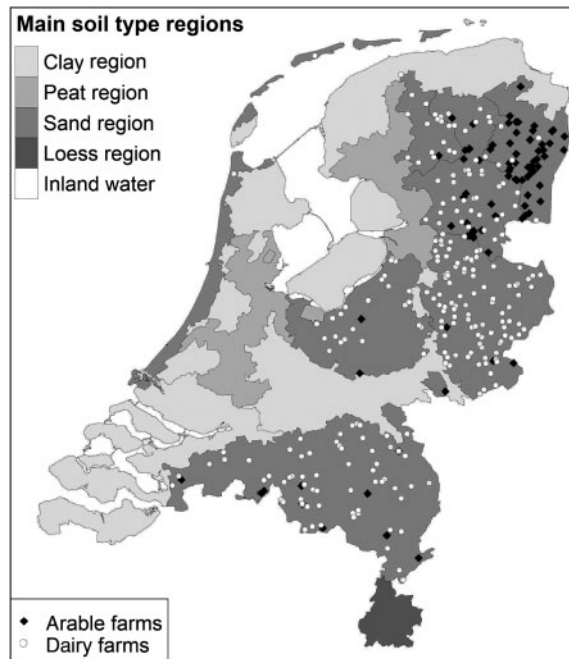 Main soil type regions
Clay region
Peat region
Sand region
Loess region
Inland water
Arable farms
Dairy farms